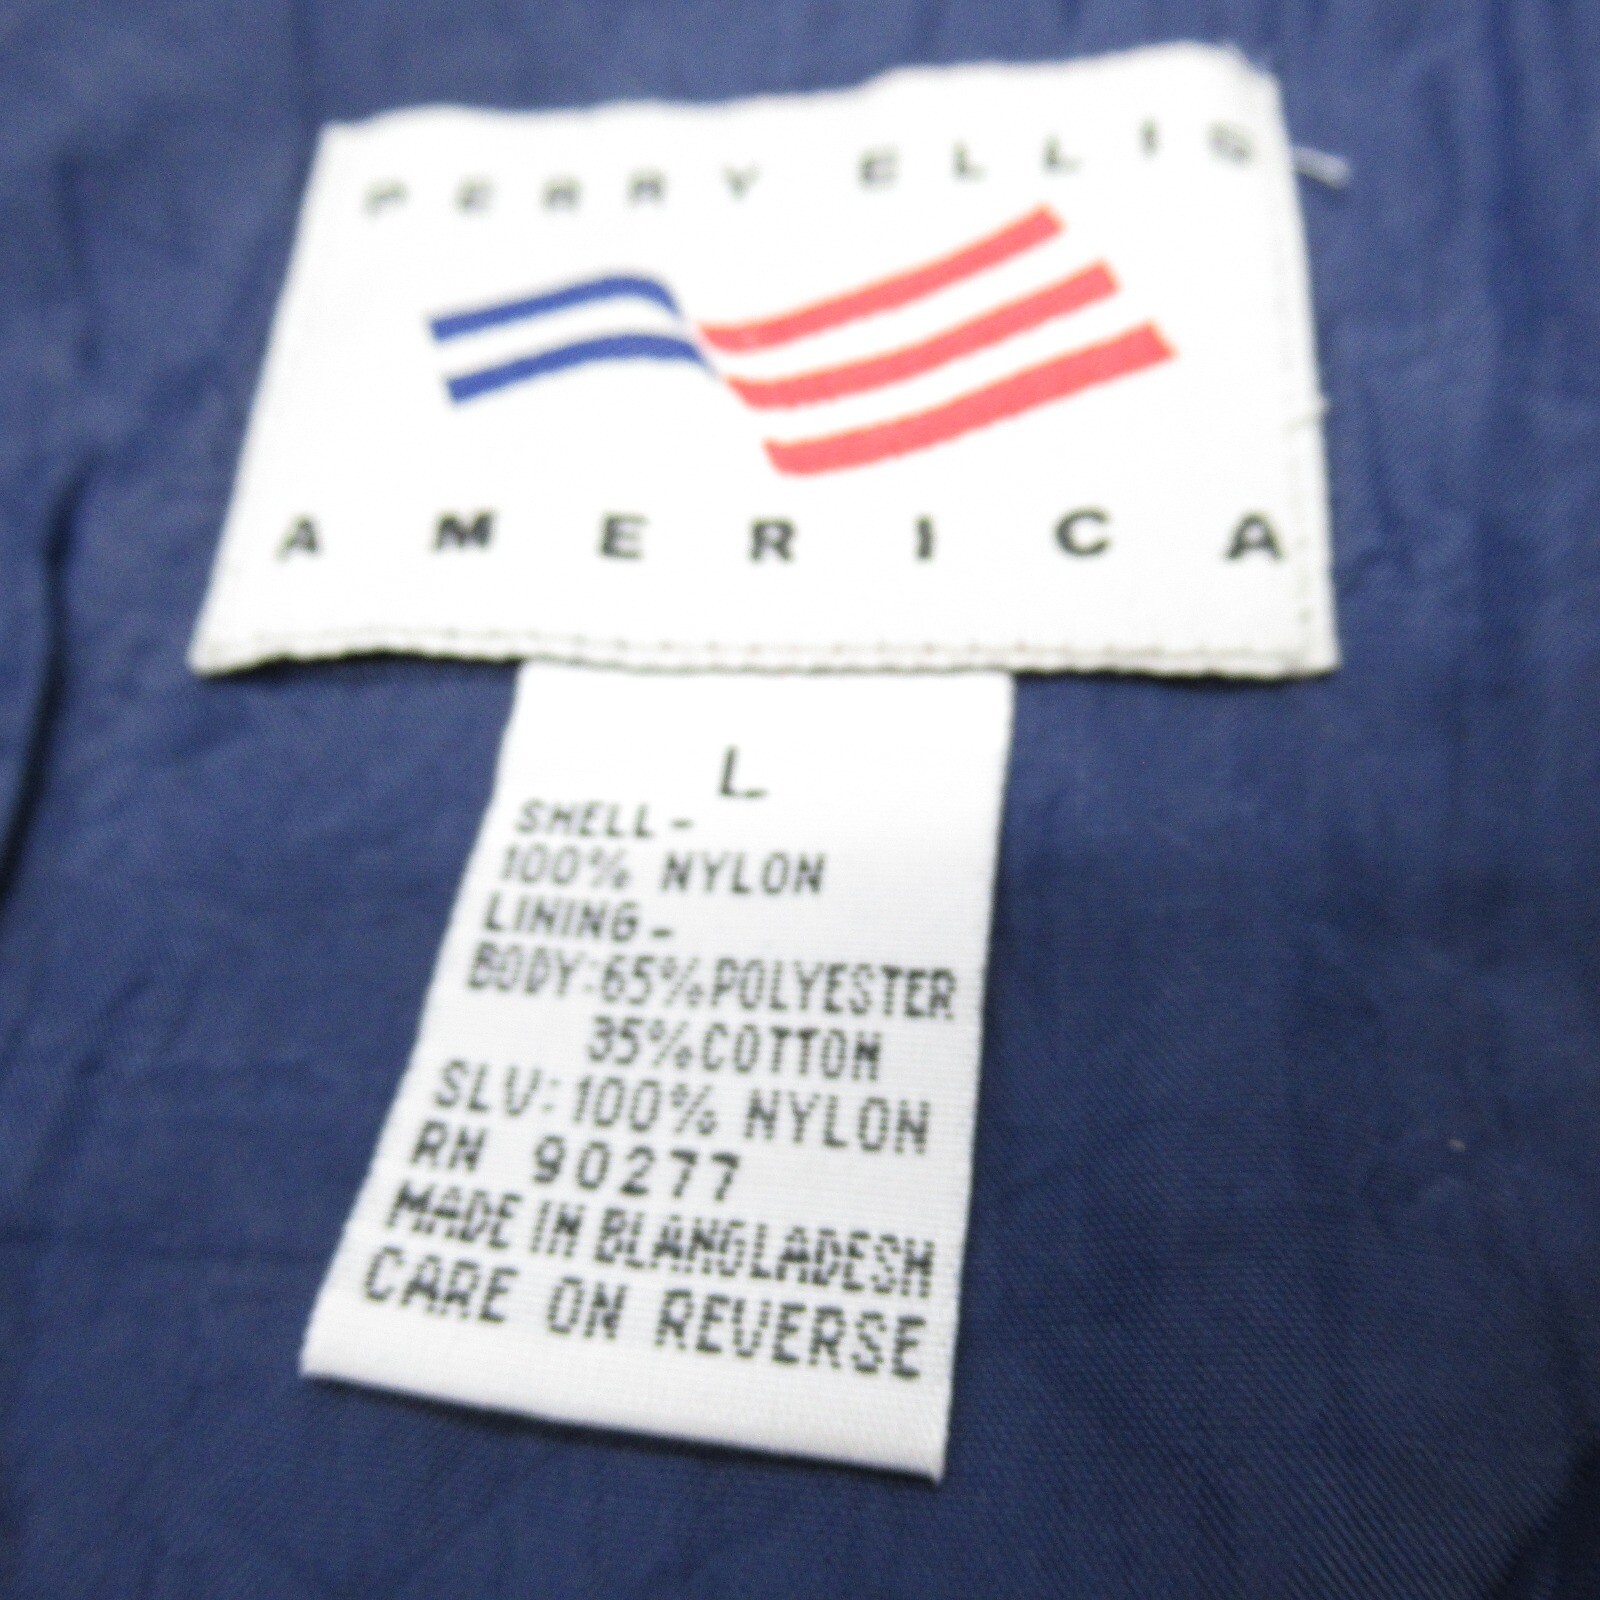 PERRY ELLIS
AMERICA
L
SHELL-
100% NYLON
LINING-
BODY:65%POLYESTER
35%COTTON
SLV:100% NYLON
RN 90277
MADE IN BLANGLADESH
CARE ON REVERSE